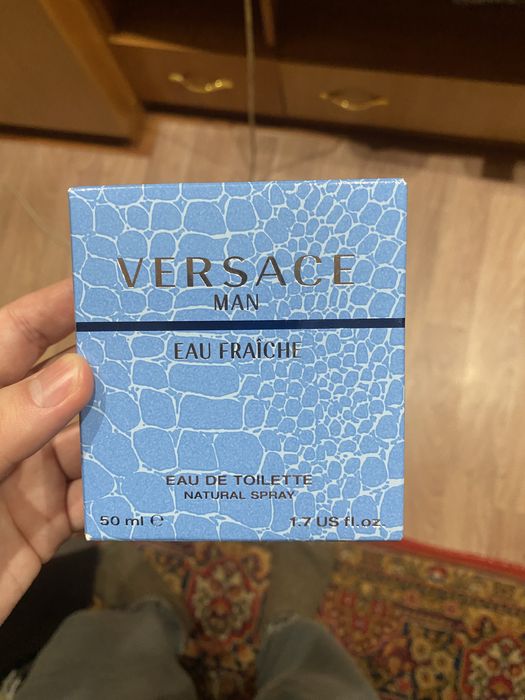 VERSACE
MAN
EAU FRAÎCHE
EAU DE TOILETTE
NATURAL SPRAY
50 ml ℮ 1.7 US fl.oz.